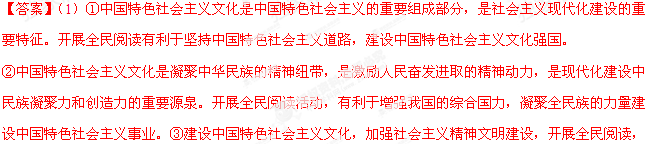 【答案】（1）①中国特色社会主义文化是中国特色社会主义的重要组成部分，是社会主义现代化建设的重
要特征。开展全民阅读有利于坚持中国特色社会主义道路，建设中国特色社会主义文化强国。
②中国特色社会主义文化是凝聚中华民族的精神纽带，是激励人民奋发进取的精神动力，是现代化建设中
民族凝聚力和创造力的重要源泉。开展全民阅读活动，有利于增强我国的综合国力，凝聚全民族的力量建
设中国特色社会主义事业。③建设中国特色社会主义文化，加强社会主义精神文明建设，开展全民阅读，